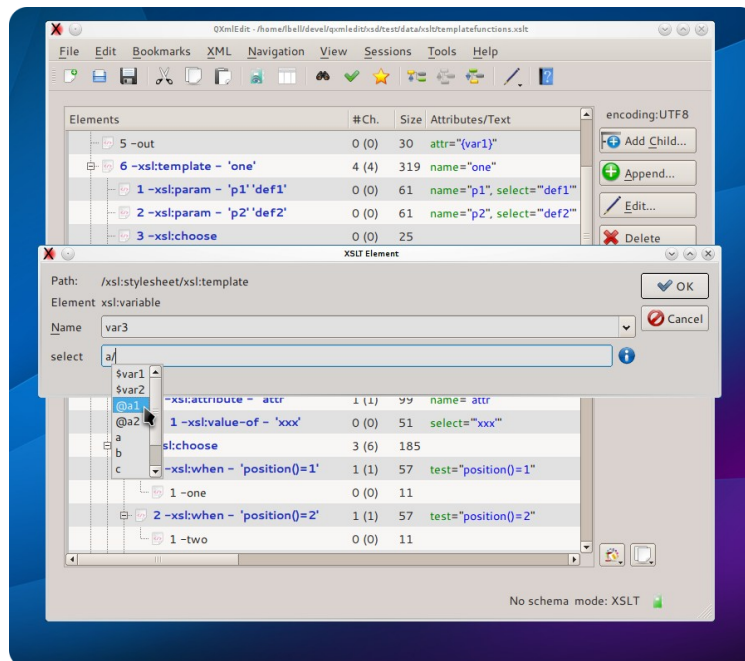 QXmlEdit - /home/lbell/devel/qxmledit/xsd/test/data/xslt/templatefunctions.xslt
File Edit Bookmarks XML Navigation View Sessions Tools Help
Elements #Ch. Size Attributes/Text encoding:UTF8
5 -out 0 (0) 30 attr="{var1}"
Add Child...
6 -xsl:template - 'one' 4 (4) 319 name="one"
Append...
1 -xsl:param - 'p1' 'def1' 0 (0) 61 name="p1", select="'def1'"
2 -xsl:param - 'p2' 'def2' 0 (0) 61 name="p2", select="'def2'"
Edit...
3 -xsl:choose 0 (0) 25
Delete
XSLT Element
Path: /xsl:stylesheet/xsl:template
OK
Element xsl:variable
Name var3
Cancel
select a/
$var1
$var2
@a1
@a2
a
b
c
-xsl:attribute - attr 1 (1) 99 name= attr
1 -xsl:value-of - 'xxx' 0 (0) 51 select="'xxx'"
sl:choose 3 (6) 185
-xsl:when - 'position()=1' 1 (1) 57 test="position()=1"
1 -one 0 (0) 11
2 -xsl:when - 'position()=2' 1 (1) 57 test="position()=2"
1 -two 0 (0) 11
No schema mode: XSLT